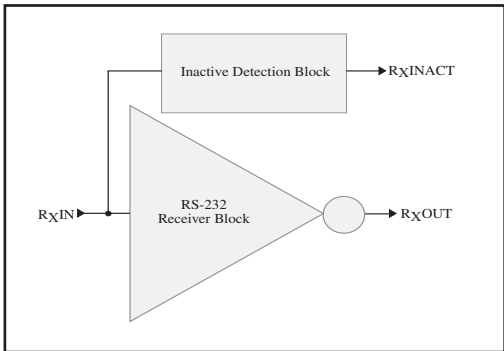 Inactive Detection Block
RXINACT
RXIN
RS-232
Receiver Block
RXOUT